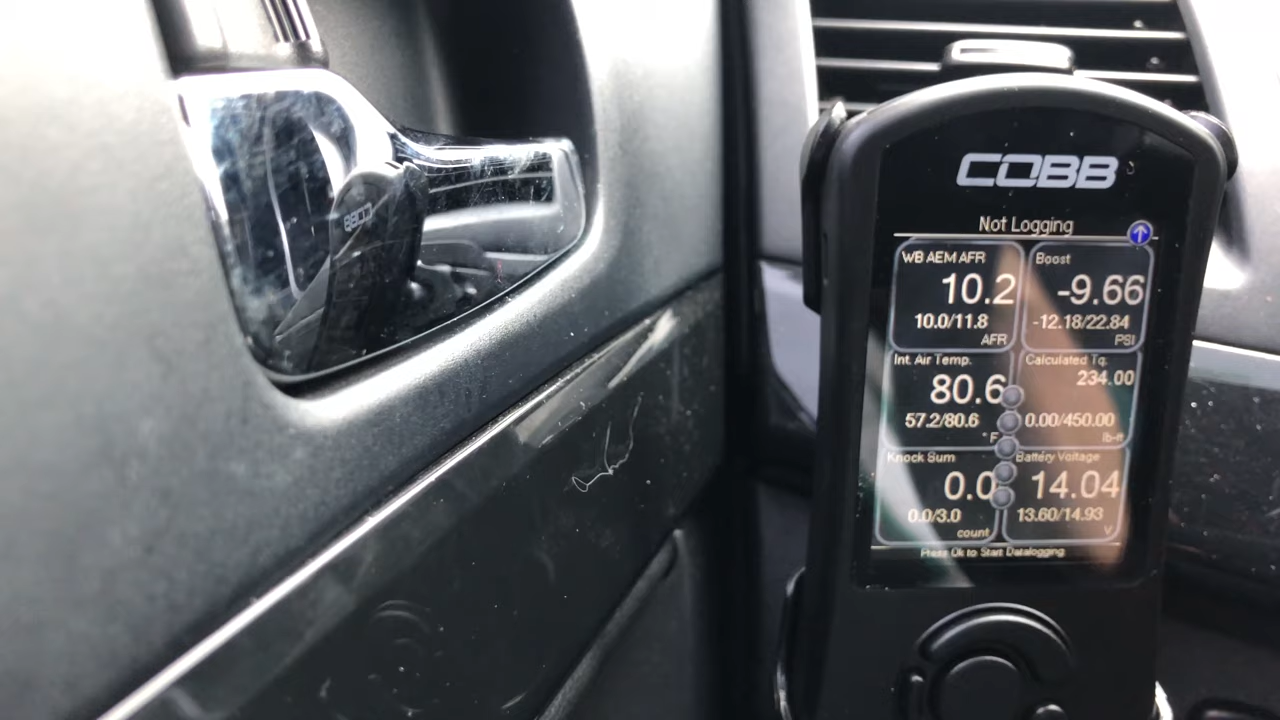 COBB
Not Logging
WB AEM AFR
10.2
10.0/11.8
AFR
Boost
-9.66
-12.18/22.84
PSI
Int. Air Temp.
80.6
57.2/80.6
°F
Calculated Tq.
234.00
0.00/450.00
lb-ft
Knock Sum
0.0
0.0/3.0
count
Battery Voltage
14.04
13.60/14.93
V
Press Ok to Start Datalogging
COBB